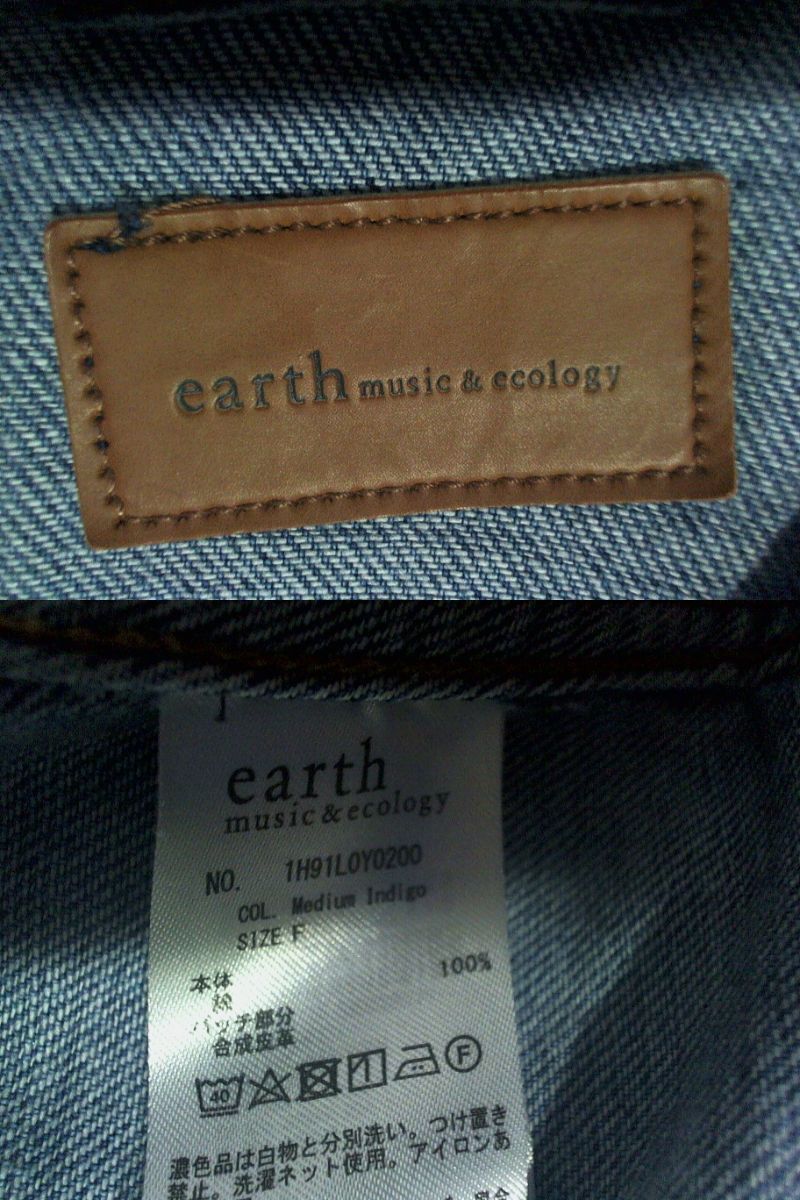 earth music & ecology
earth
music & ecology
NO. 1H91L0Y0200
COL. Medium Indigo
SIZE F
本体
綿 100%
パッチ部分
合成皮革
40 F
濃色品は白物と分別洗い。つけ置き
禁止。洗濯ネット使用。アイロンあ